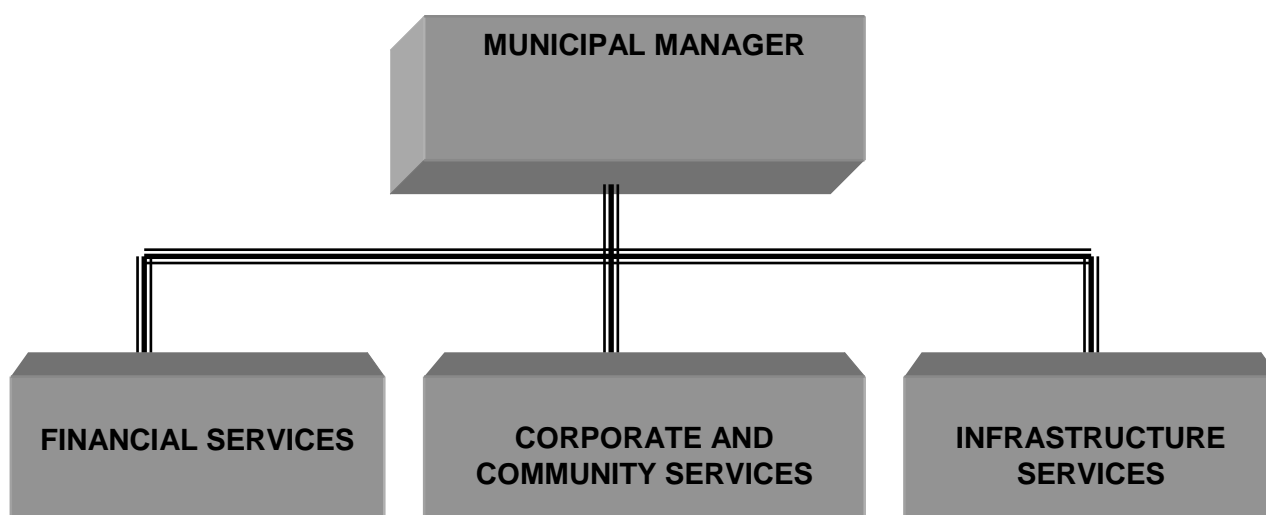 MUNICIPAL MANAGER
FINANCIAL SERVICES
CORPORATE AND
COMMUNITY SERVICES
INFRASTRUCTURE
SERVICES